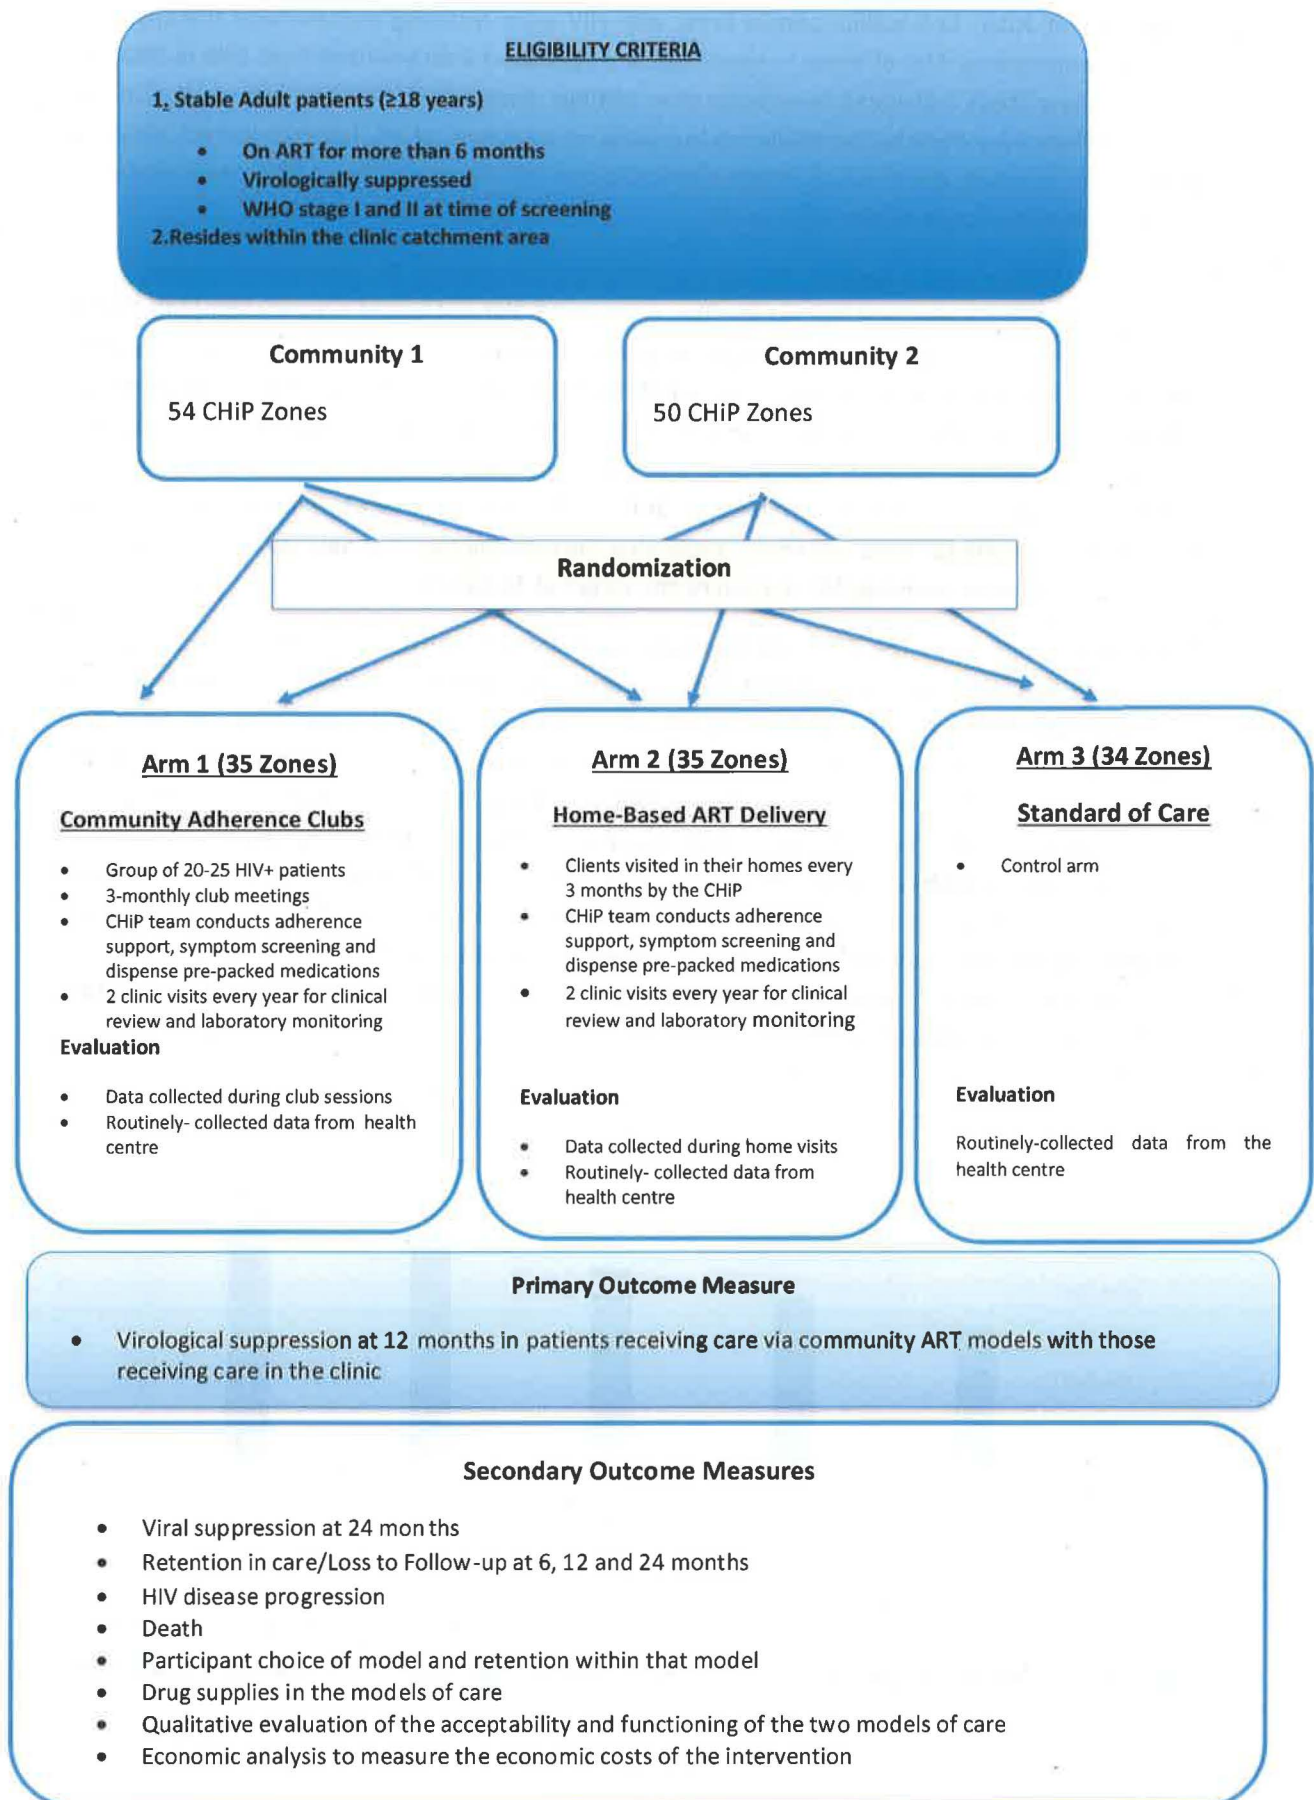 ELIGIBILITY CRITERIA
1. Stable Adult patients (≥18 years)
• On ART for more than 6 months
• Virologically suppressed
• WHO stage I and II at time of screening
2.Resides within the clinic catchment area
Community 1
54 CHiP Zones
Community 2
50 CHiP Zones
Randomization
Arm 1 (35 Zones)
Community Adherence Clubs
• Group of 20-25 HIV+ patients
• 3-monthly club meetings
• CHiP team conducts adherence
support, symptom screening and
dispense pre-packed medications
• 2 clinic visits every year for clinical
review and laboratory monitoring
Evaluation
• Data collected during club sessions
• Routinely- collected data from health
centre
Arm 2 (35 Zones)
Home-Based ART Delivery
• Clients visited in their homes every
3 months by the CHiP
• CHiP team conducts adherence
support, symptom screening and
dispense pre-packed medications
• 2 clinic visits every year for clinical
review and laboratory monitoring
Evaluation
• Data collected during home visits
• Routinely- collected data from
health centre
Arm 3 (34 Zones)
Standard of Care
• Control arm
Evaluation
Routinely-collected data from the
health centre
Primary Outcome Measure
• Virological suppression at 12 months in patients receiving care via community ART models with those
receiving care in the clinic
Secondary Outcome Measures
• Viral suppression at 24 months
• Retention in care/Loss to Follow-up at 6, 12 and 24 months
• HIV disease progression
• Death
• Participant choice of model and retention within that model
• Drug supplies in the models of care
• Qualitative evaluation of the acceptability and functioning of the two models of care
• Economic analysis to measure the economic costs of the intervention